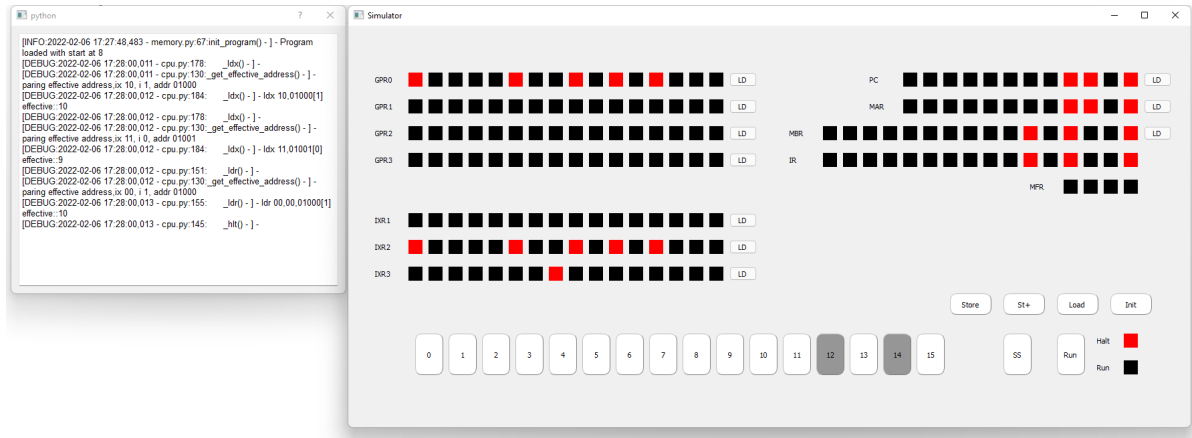 python ? ×
[INFO:2022-02-06 17:27:48,483 - memory.py:67:init_program() - ] - Program
loaded with start at 8
[DEBUG:2022-02-06 17:28:00,011 - cpu.py:178: _ldx() - ] -
[DEBUG:2022-02-06 17:28:00,011 - cpu.py:130:_get_effective_address() - ] -
paring effective address,ix 10, i 1, addr 01000
[DEBUG:2022-02-06 17:28:00,012 - cpu.py:184: _ldx() - ] - ldx 10,01000[1]
effective::10
[DEBUG:2022-02-06 17:28:00,012 - cpu.py:178: _ldx() - ] -
[DEBUG:2022-02-06 17:28:00,012 - cpu.py:130:_get_effective_address() - ] -
paring effective address,ix 11, i 0, addr 01001
[DEBUG:2022-02-06 17:28:00,012 - cpu.py:184: _ldx() - ] - ldx 11,01001[0]
effective::9
[DEBUG:2022-02-06 17:28:00,012 - cpu.py:151: _ldr() - ] -
[DEBUG:2022-02-06 17:28:00,012 - cpu.py:130:_get_effective_address() - ] -
paring effective address,ix 00, i 1, addr 01000
[DEBUG:2022-02-06 17:28:00,013 - cpu.py:155: _ldr() - ] - ldr 00,00,01000[1]
effective::10
[DEBUG:2022-02-06 17:28:00,013 - cpu.py:145: _hlt() - ] -
Simulator
GPR0 LD PC LD
GPR1 LD MAR LD
GPR2 LD MBR LD
GPR3 LD IR
MFR
IXR1 LD
IXR2 LD
IXR3 LD
Store St+ Load Init
0 1 2 3 4 5 6 7 8 9 10 11 12 13 14 15 SS Run
Halt
Run